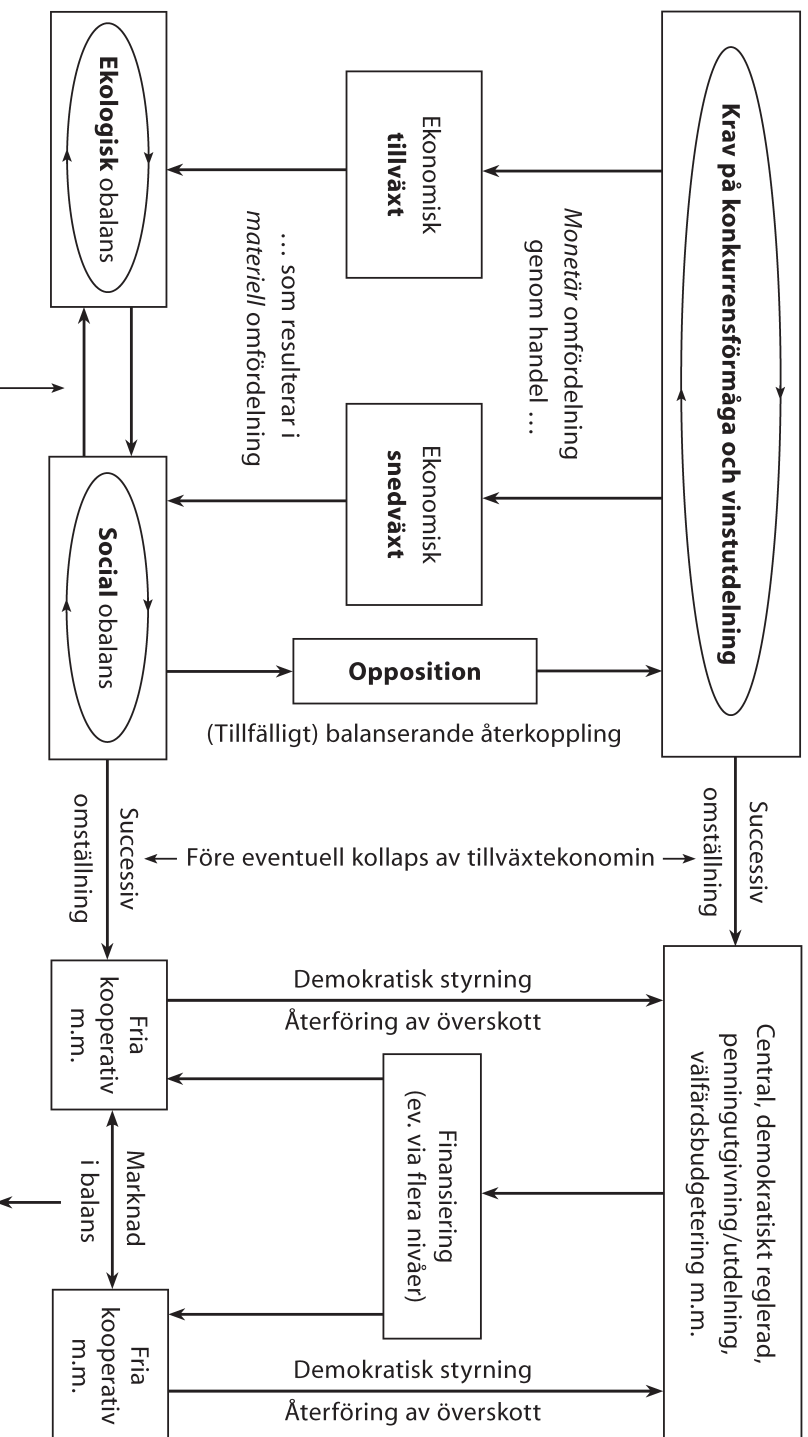 Krav på konkurrensförmåga och vinstutdelning
Monetär omfördelning
genom handel …
Ekonomisk
tillväxt
Ekonomisk
snedväxt
… som resulterar i
materiell omfördelning
Ekologisk obalans
Social obalans
Opposition
(Tillfälligt) balanserande återkoppling
Successiv
omställning
Före eventuell kollaps av tillväxtekonomin
Successiv
omställning
Central, demokratiskt reglerad,
penningutgivning/utdelning,
välfärdsbudgetering m.m.
Demokratisk styrning
Återföring av överskott
Finansiering
(ev. via flera nivåer)
Demokratisk styrning
Återföring av överskott
Fria
kooperativ
m.m.
Marknad
i balans
Fria
kooperativ
m.m.